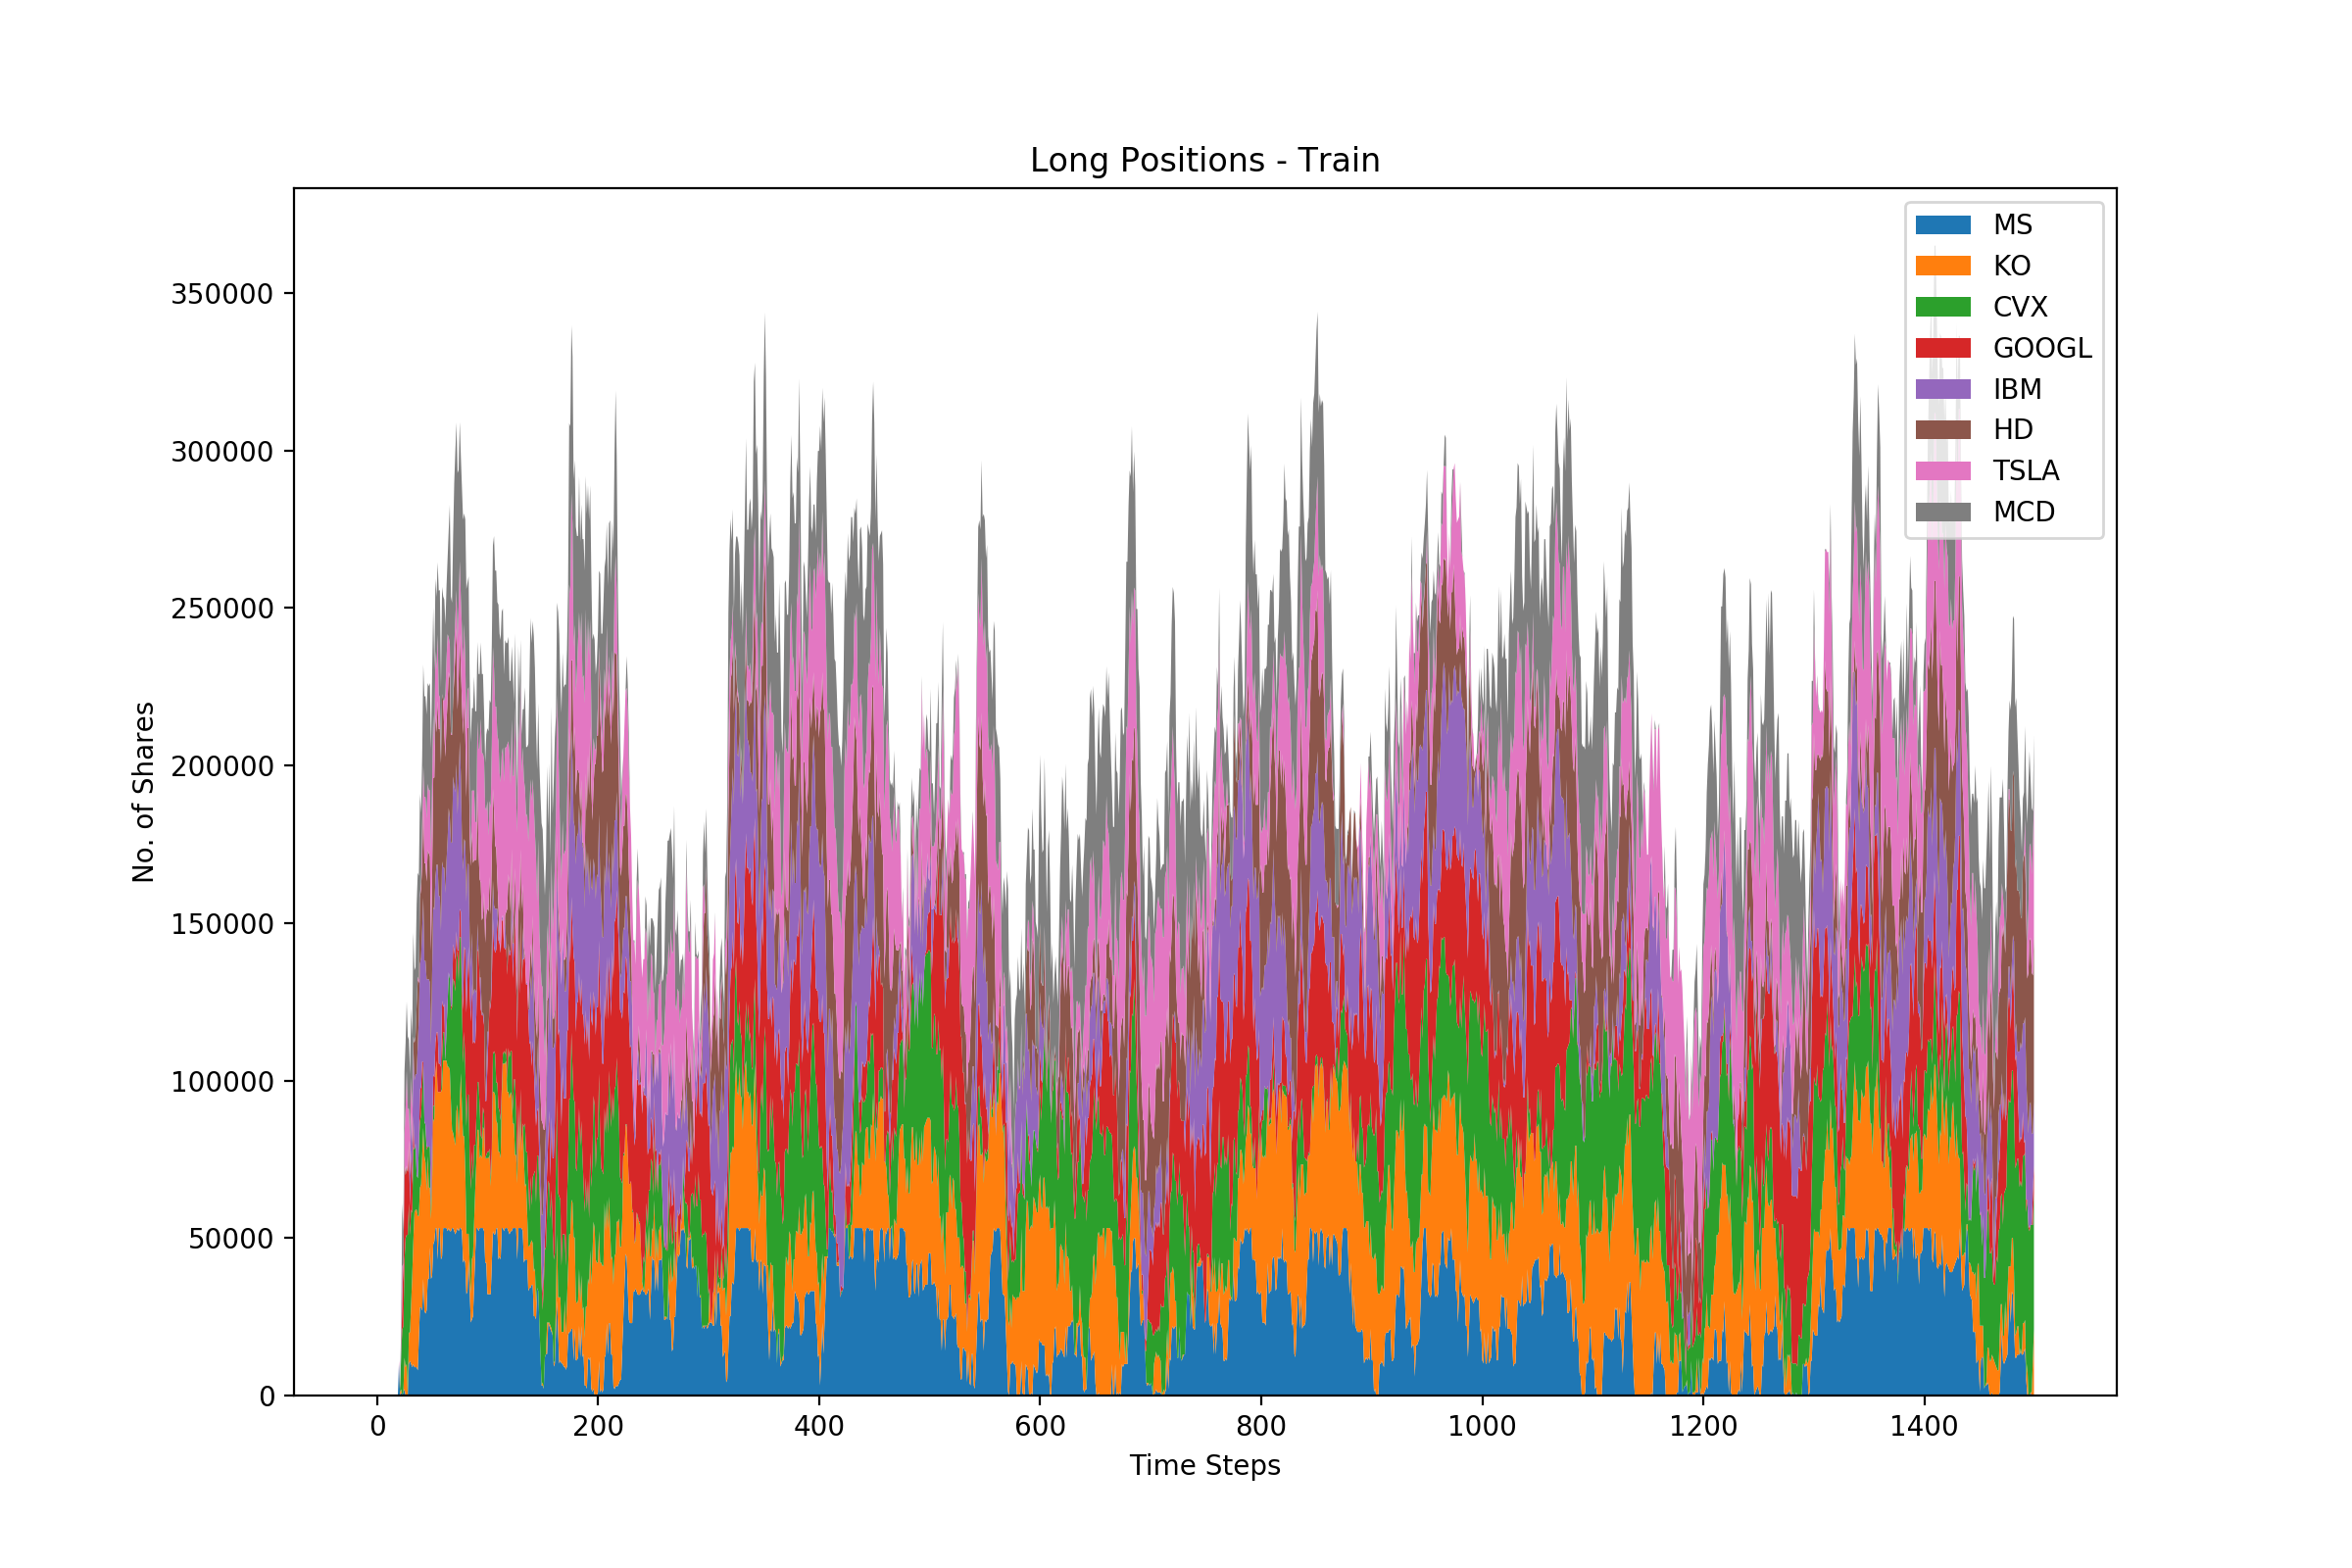 Long Positions - Train
350000
300000
250000
200000
150000
100000
50000
0
No. of Shares
0 200 400 600 800 1000 1200 1400
Time Steps
MS
KO
CVX
GOOGL
IBM
HD
TSLA
MCD